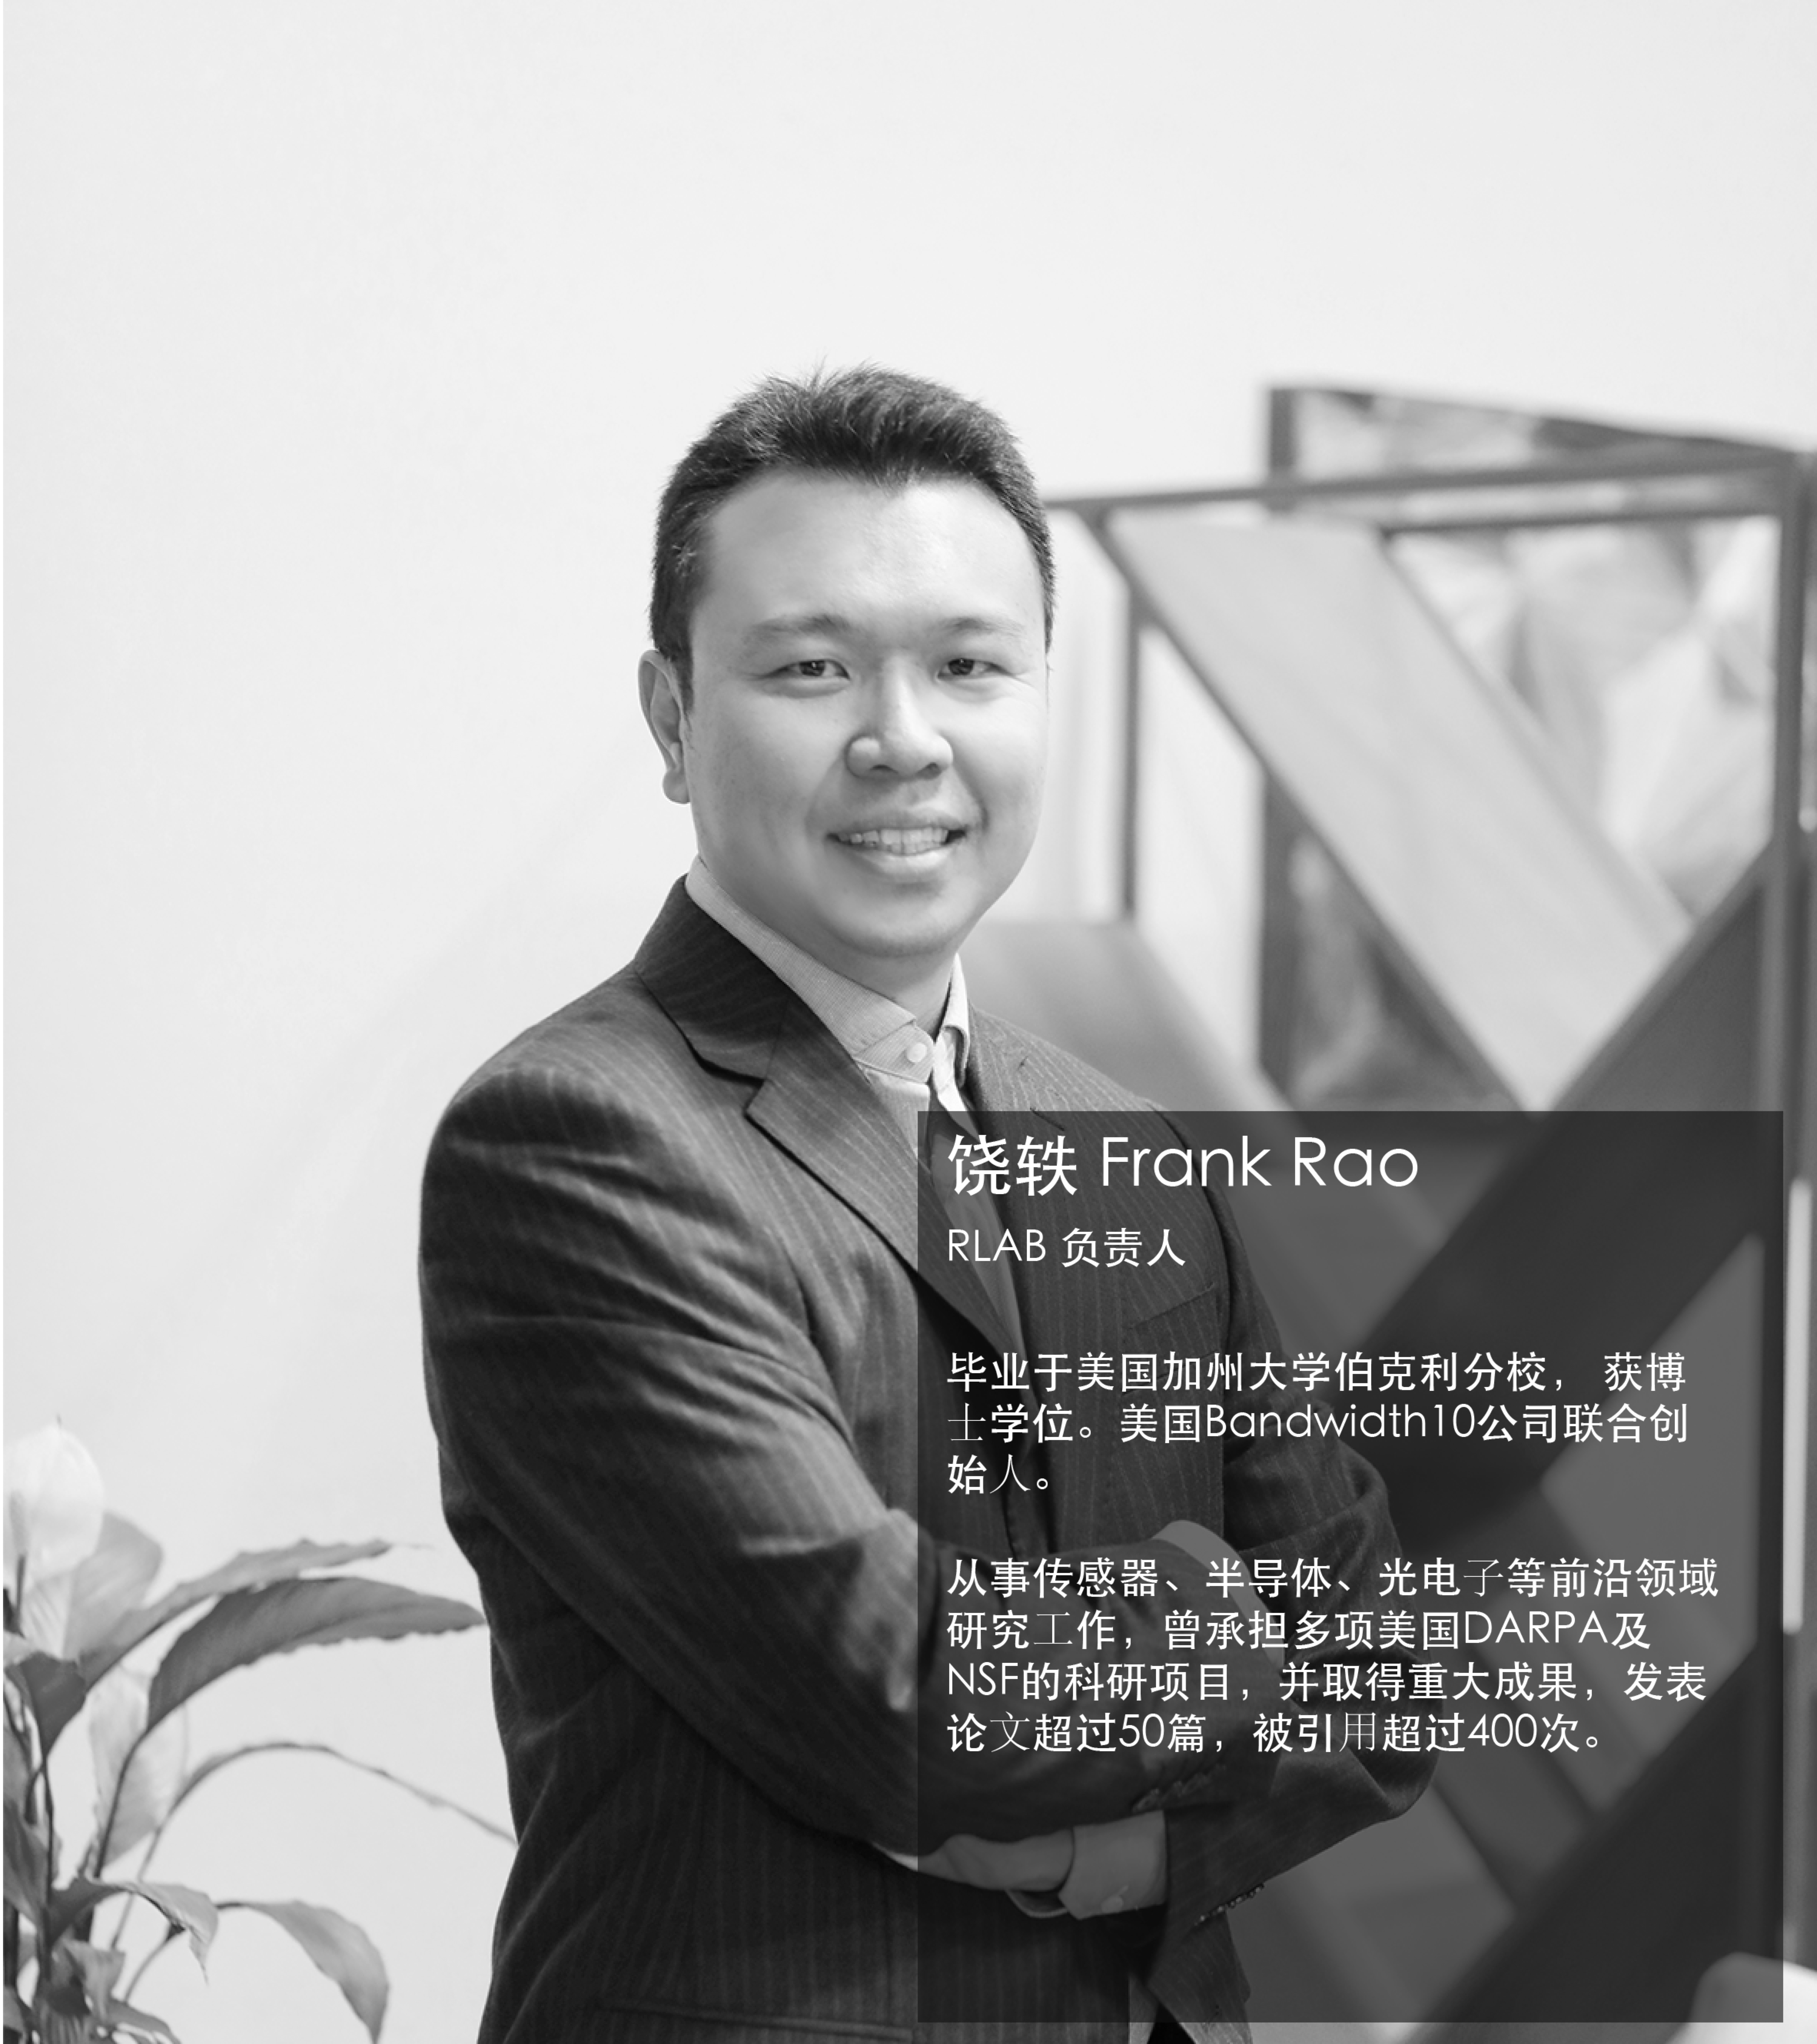 饶轶 Frank Rao
RLAB 负责人
毕业于美国加州大学伯克利分校， 获博
士学位。美国Bandwidth10公司联合创
始人。
从事传感器、半导体、光电子等前沿领域
研究工作，曾承担多项美国DARPA及
NSF的科研项目，并取得重大成果，发表
论文超过50篇，被引用超过400次。